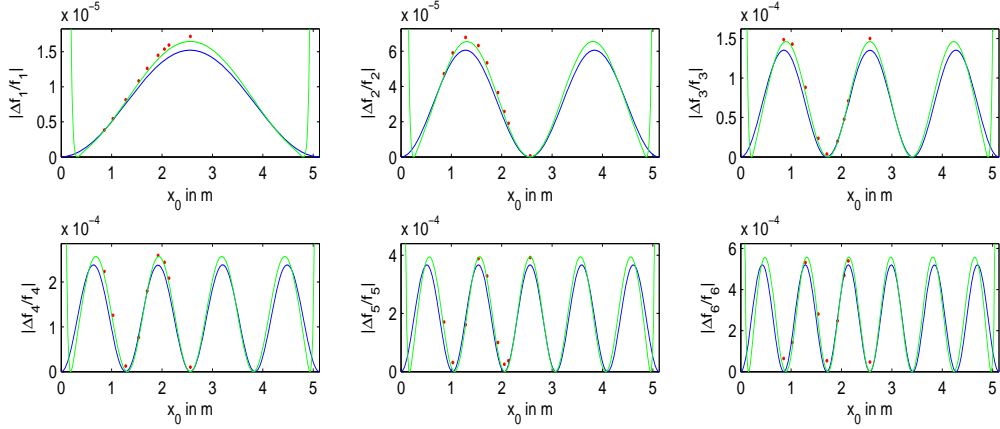 x 10⁻⁵
|Δf₁/f₁|
1.5
1
0.5
0
0 1 2 3 4 5
x₀ in m
x 10⁻⁵
|Δf₂/f₂|
6
4
2
0
0 1 2 3 4 5
x₀ in m
x 10⁻⁴
|Δf₃/f₃|
1.5
1
0.5
0
0 1 2 3 4 5
x₀ in m
x 10⁻⁴
|Δf₄/f₄|
2
1
0
0 1 2 3 4 5
x₀ in m
x 10⁻⁴
|Δf₅/f₅|
4
2
0
0 1 2 3 4 5
x₀ in m
x 10⁻⁴
|Δf₆/f₆|
6
4
2
0
0 1 2 3 4 5
x₀ in m